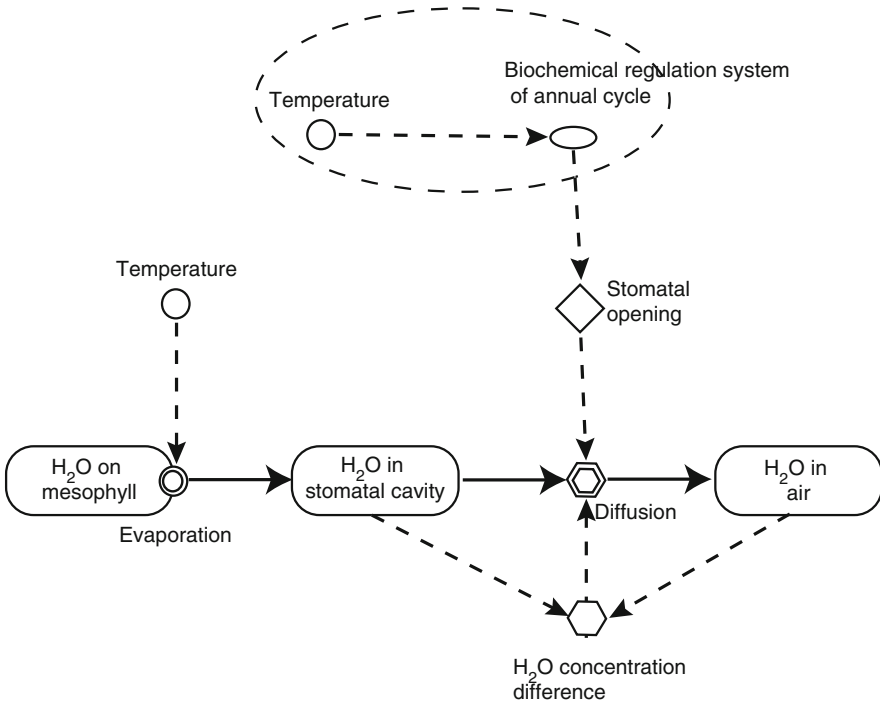 Biochemical regulation system
of annual cycle
Temperature
Temperature
Stomatal
opening
H₂O on
mesophyll
H₂O in
stomatal cavity
H₂O in
air
Evaporation
Diffusion
H₂O concentration
difference